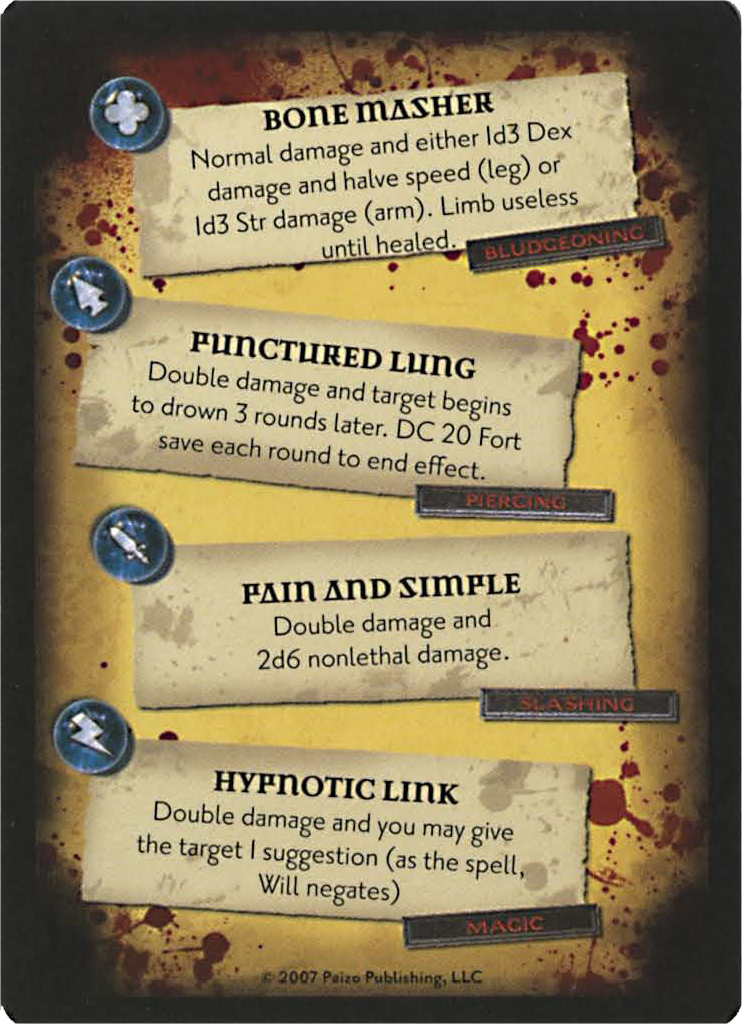 BONE MASHER
Normal damage and either 1d3 Dex
damage and halve speed (leg) or
1d3 Str damage (arm). Limb useless
until healed.
BLUDGEONING
PUNCTURED LUNG
Double damage and target begins
to drown 3 rounds later. DC 20 Fort
save each round to end effect.
PIERCING
PAIN AND SIMPLE
Double damage and
2d6 nonlethal damage.
SLASHING
HYPNOTIC LINK
Double damage and you may give
the target 1 suggestion (as the spell,
Will negates)
MAGIC
© 2007 Paizo Publishing, LLC